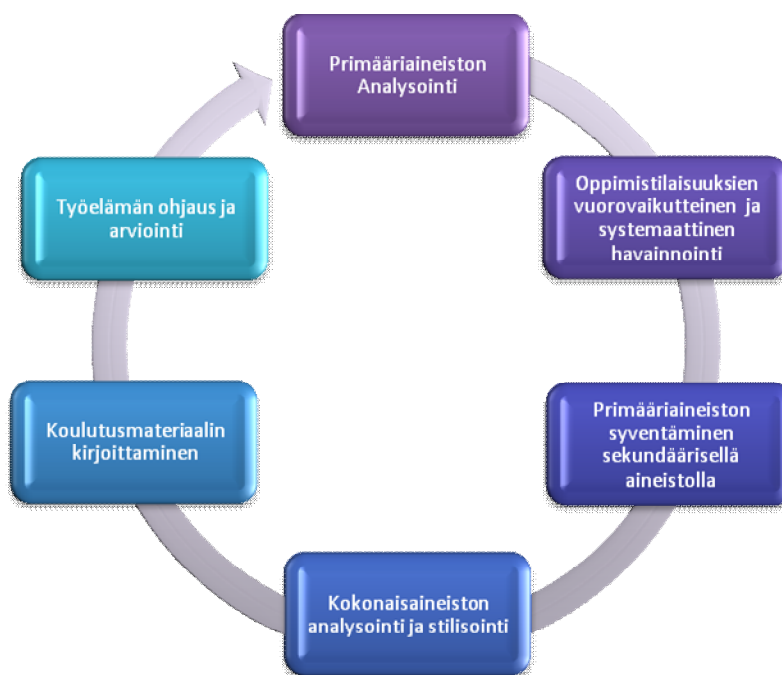 Primääriaineiston
Analysointi
Oppimistilaisuuksien
vuorovaikutteinen ja
systemaattinen
havainnointi
Primääriaineiston
syventäminen
sekundäärisellä
aineistolla
Kokonaisaineiston
analysointi ja stilisointi
Koulutusmateriaalin
kirjoittaminen
Työelämän ohjaus ja
arviointi